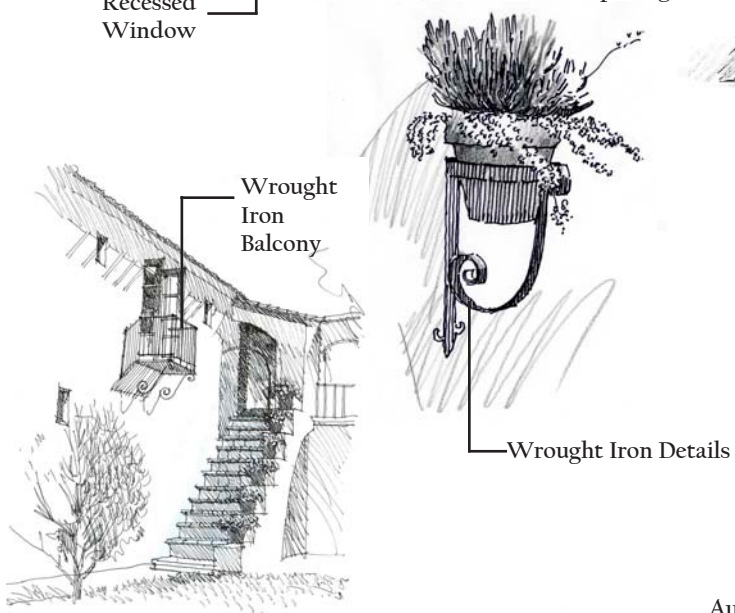 Recessed
Window
Wrought
Iron
Balcony
Wrought Iron Details